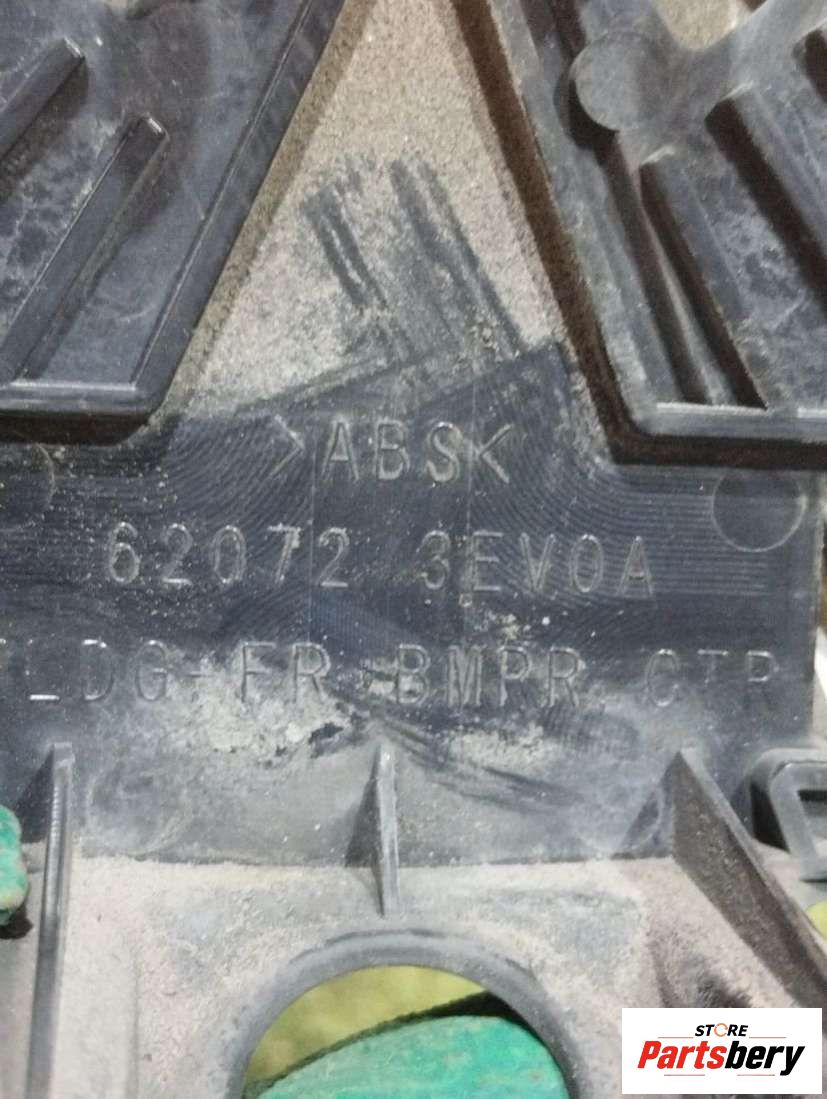 >ABS<
62072 3EV0A
LDG-FR BMPR CTR
STORE
Partsbery